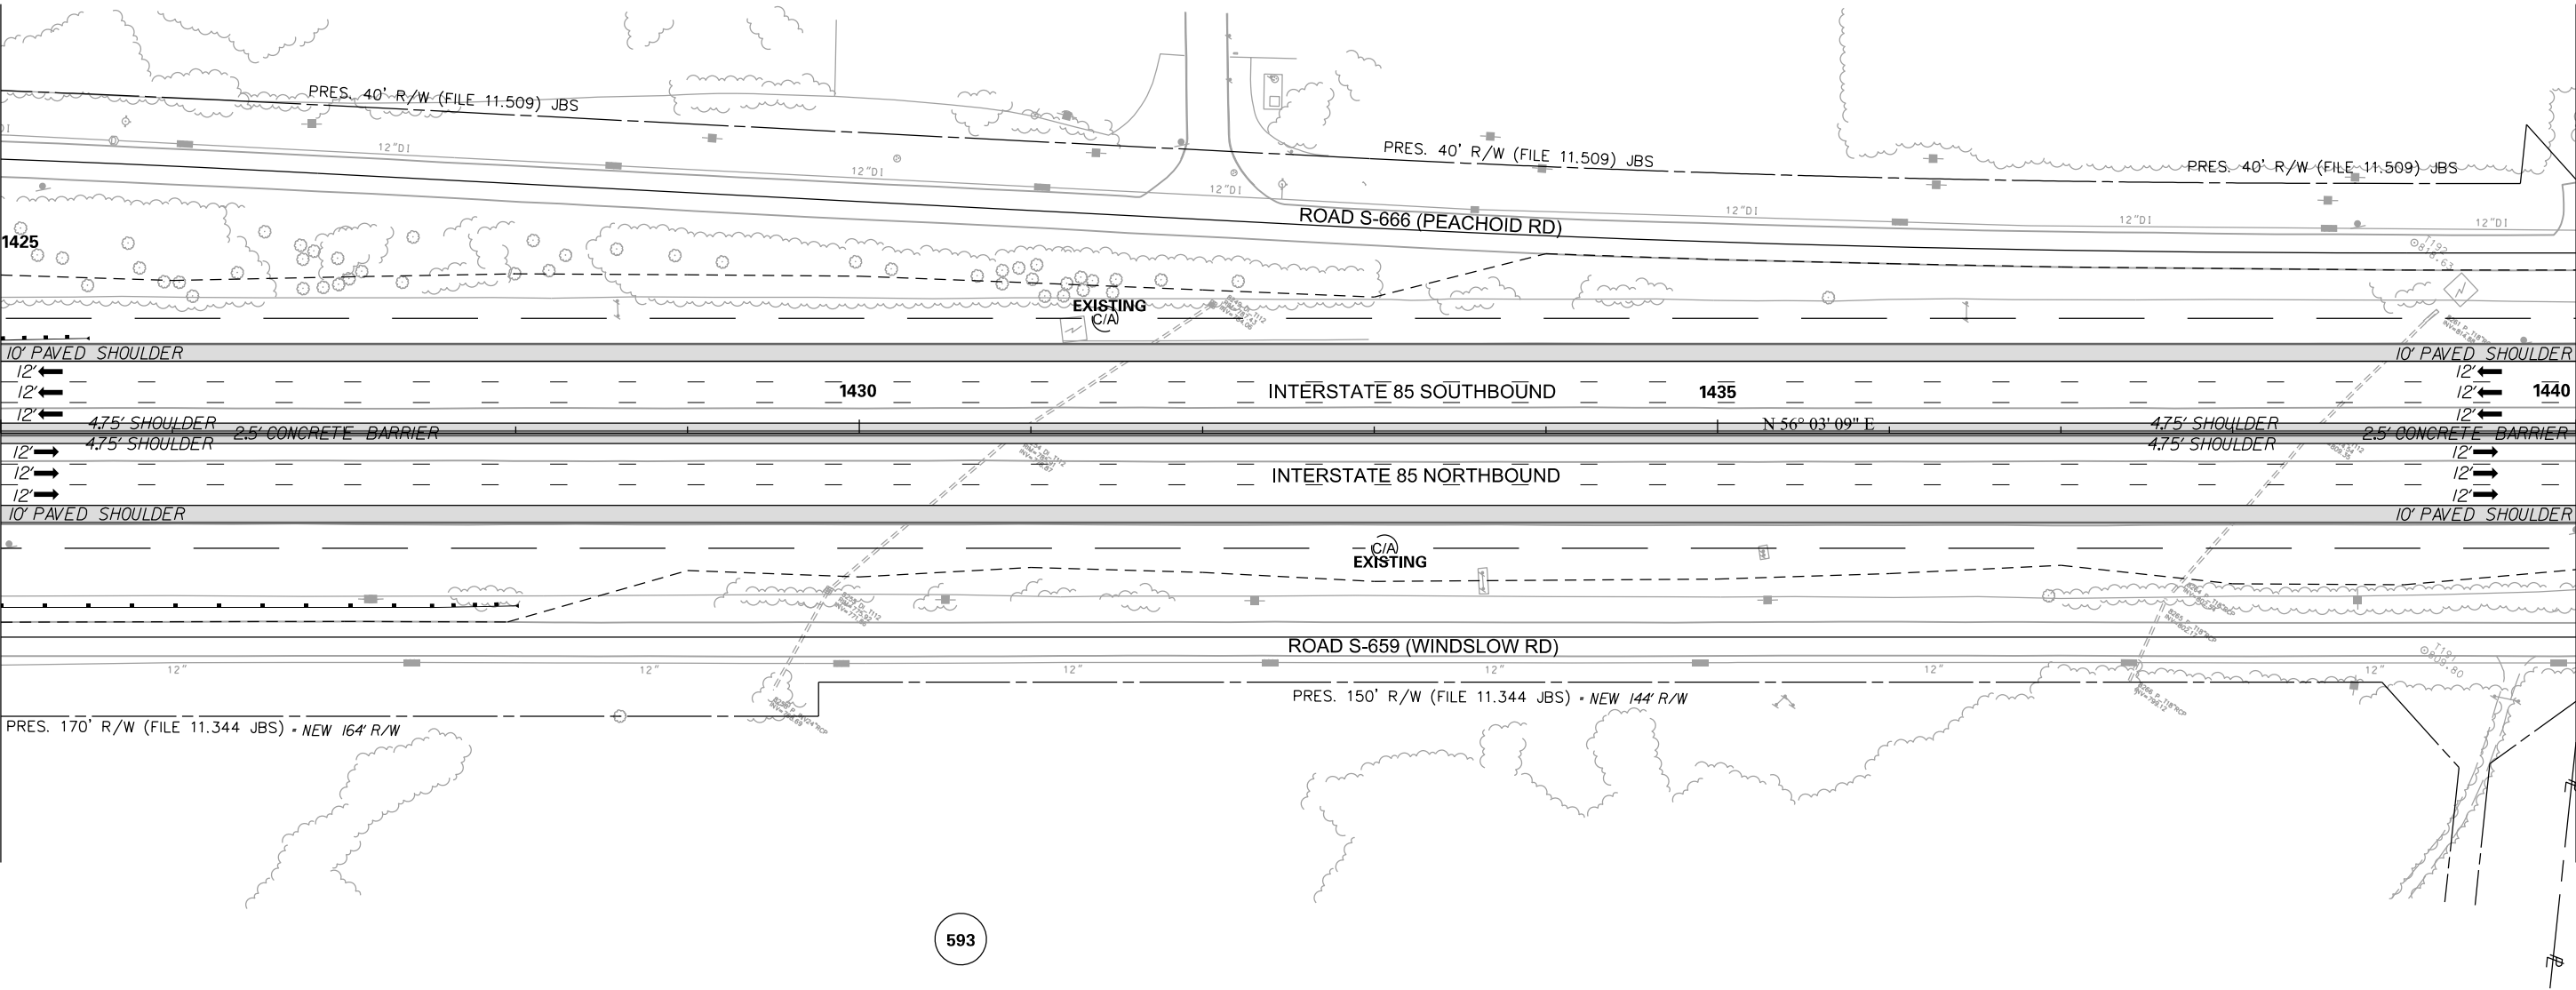 PRES. 40' R/W (FILE 11.509) JBS
12"DI
PRES. 40' R/W (FILE 11.509) JBS
PRES. 40' R/W (FILE 11.509) JBS
12"DI
12"DI
12"DI
12"DI
12"DI
ROAD S-666 (PEACHOID RD)
1425
EXISTING
C/A
10' PAVED SHOULDER
10' PAVED SHOULDER
12'
12'
12'
12'
12'
12'
1430
INTERSTATE 85 SOUTHBOUND
1435
1440
4.75' SHOULDER
2.5' CONCRETE BARRIER
N 56° 03' 09" E
4.75' SHOULDER
2.5' CONCRETE BARRIER
4.75' SHOULDER
4.75' SHOULDER
12'
12'
12'
12'
12'
12'
INTERSTATE 85 NORTHBOUND
10' PAVED SHOULDER
10' PAVED SHOULDER
C/A
EXISTING
ROAD S-659 (WINDSLOW RD)
12"
12"
12"
12"
12"
12"
T191
809.80
PRES. 150' R/W (FILE 11.344 JBS) = NEW 144' R/W
PRES. 170' R/W (FILE 11.344 JBS) = NEW 164' R/W
593